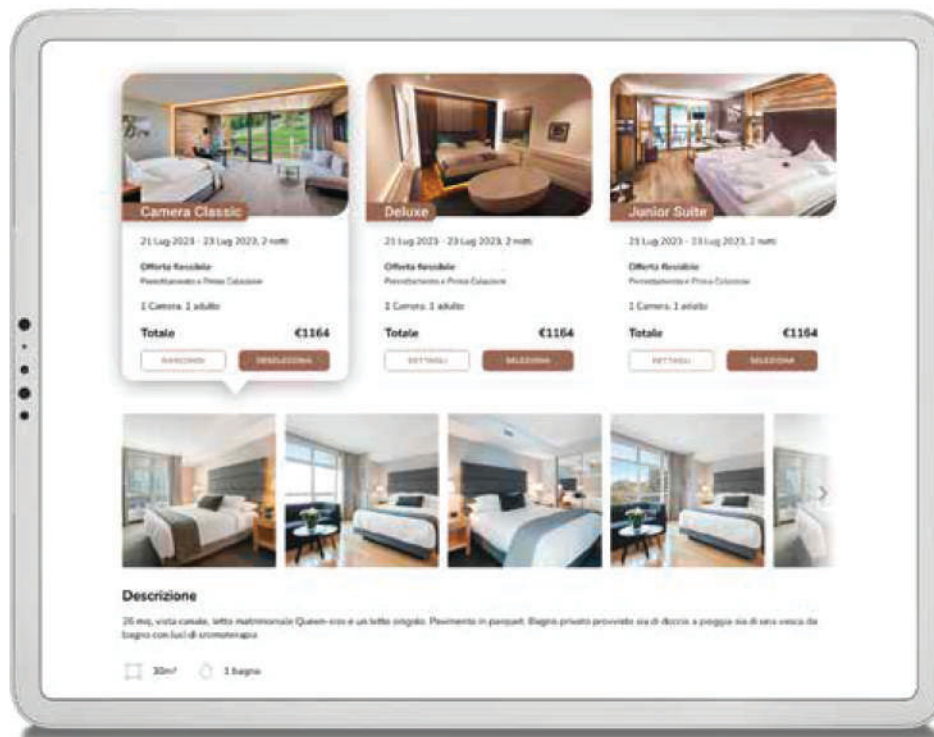 Camera Classic
21 Lug 2023 - 23 Lug 2023, 2 notti
Offerta flessibile
Pernottamento e Prima Colazione
1 Camera, 1 adulto
Totale €1164
NASCONDI DESELEZIONA
Deluxe
21 Lug 2023 - 23 Lug 2023, 2 notti
Offerta flessibile
Pernottamento e Prima Colazione
1 Camera, 1 adulto
Totale €1164
DETTAGLI SELEZIONA
Junior Suite
21 Lug 2023 - 23 Lug 2023, 2 notti
Offerta flessibile
Pernottamento e Prima Colazione
1 Camera, 1 adulto
Totale €1164
DETTAGLI SELEZIONA
Descrizione
26 mq, vista canale, letto matrimoniale Queen-size e un letto singolo. Pavimento in parquet. Bagno privato provvisto sia di doccia a pioggia sia di una vasca da
bagno con luci di cromoterapia
30m² 1 bagno